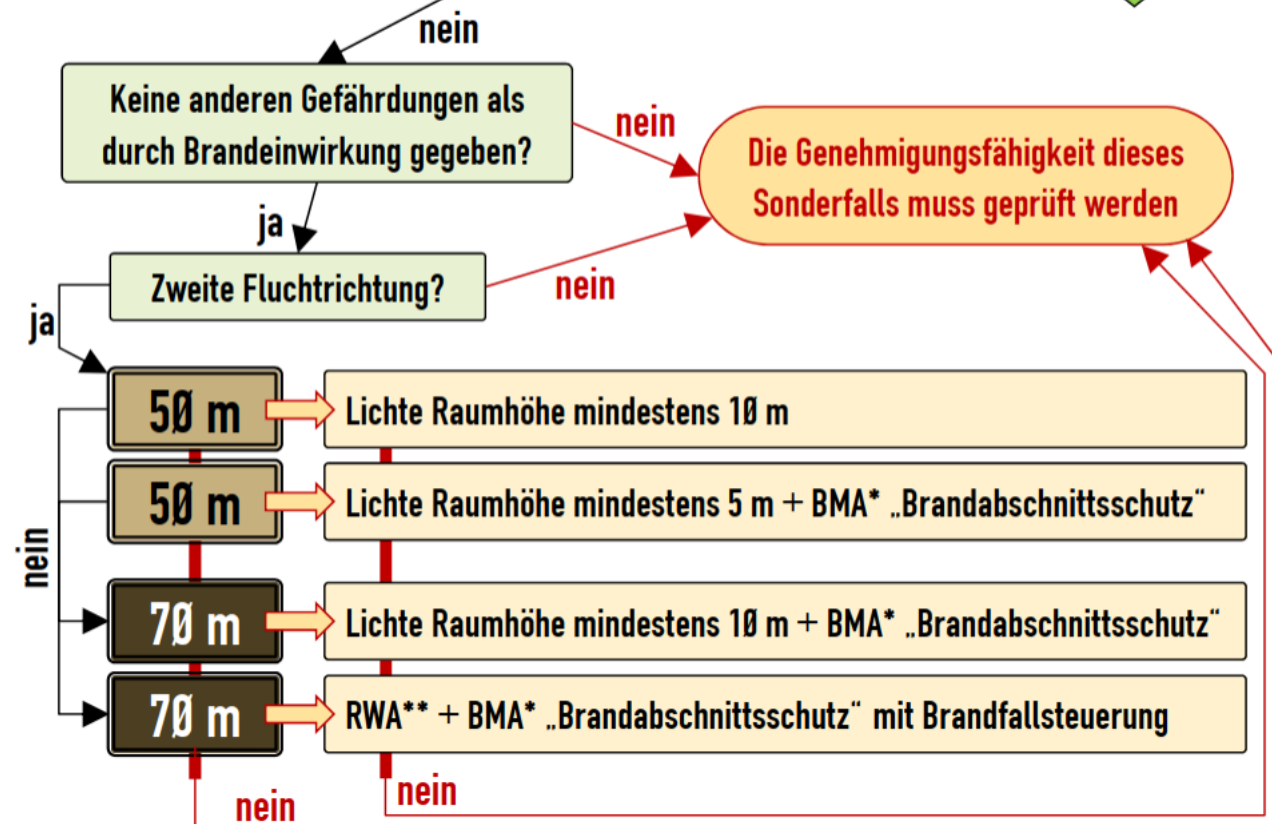 nein
Keine anderen Gefährdungen als
durch Brandeinwirkung gegeben?
nein
Die Genehmigungsfähigkeit dieses
Sonderfalls muss geprüft werden
ja
Zweite Fluchtrichtung?
nein
ja
50 m
Lichte Raumhöhe mindestens 10 m
50 m
Lichte Raumhöhe mindestens 5 m + BMA* „Brandabschnittsschutz“
nein
70 m
Lichte Raumhöhe mindestens 10 m + BMA* „Brandabschnittsschutz“
70 m
RWA** + BMA* „Brandabschnittsschutz“ mit Brandfallsteuerung
nein
nein